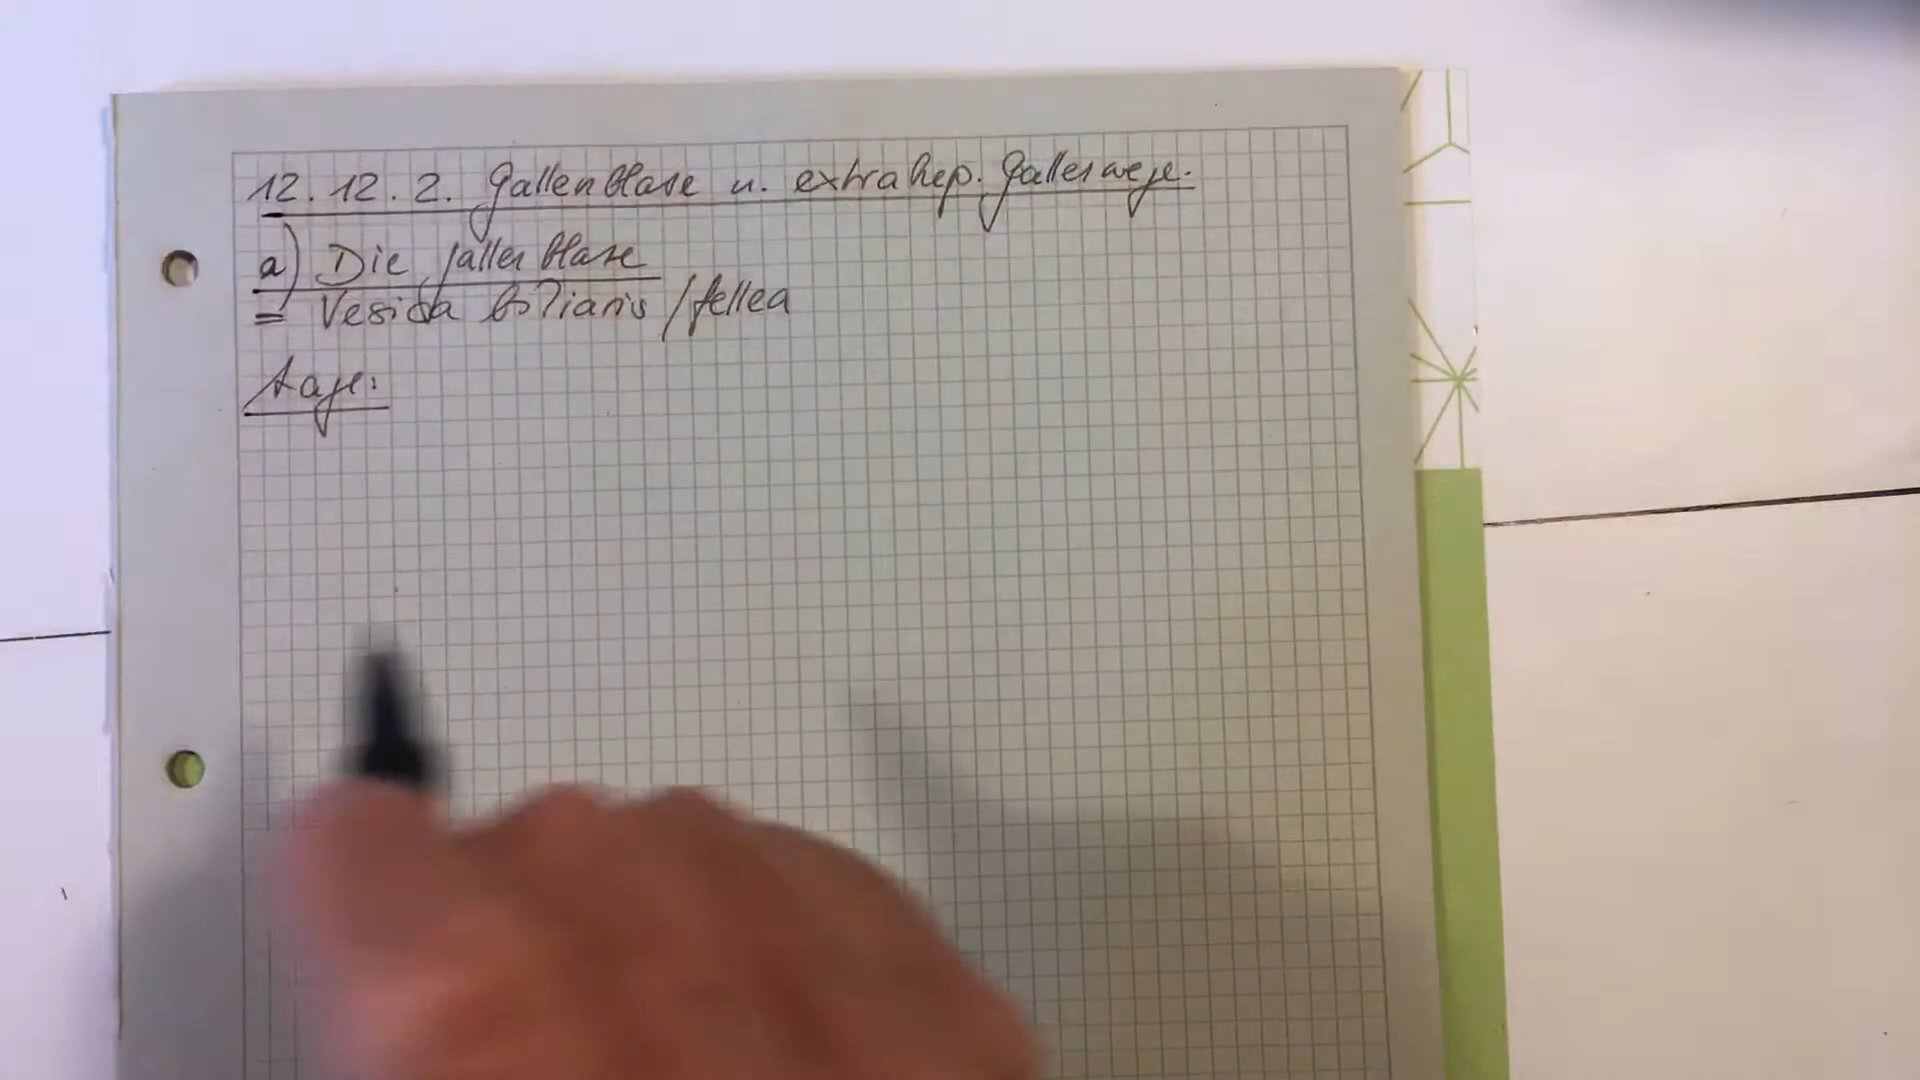 12.12.2. Gallenblase u. extrahep. Gallenwege.
a) Die Gallenblase
= Vesica biliaris / fellea
Lage: